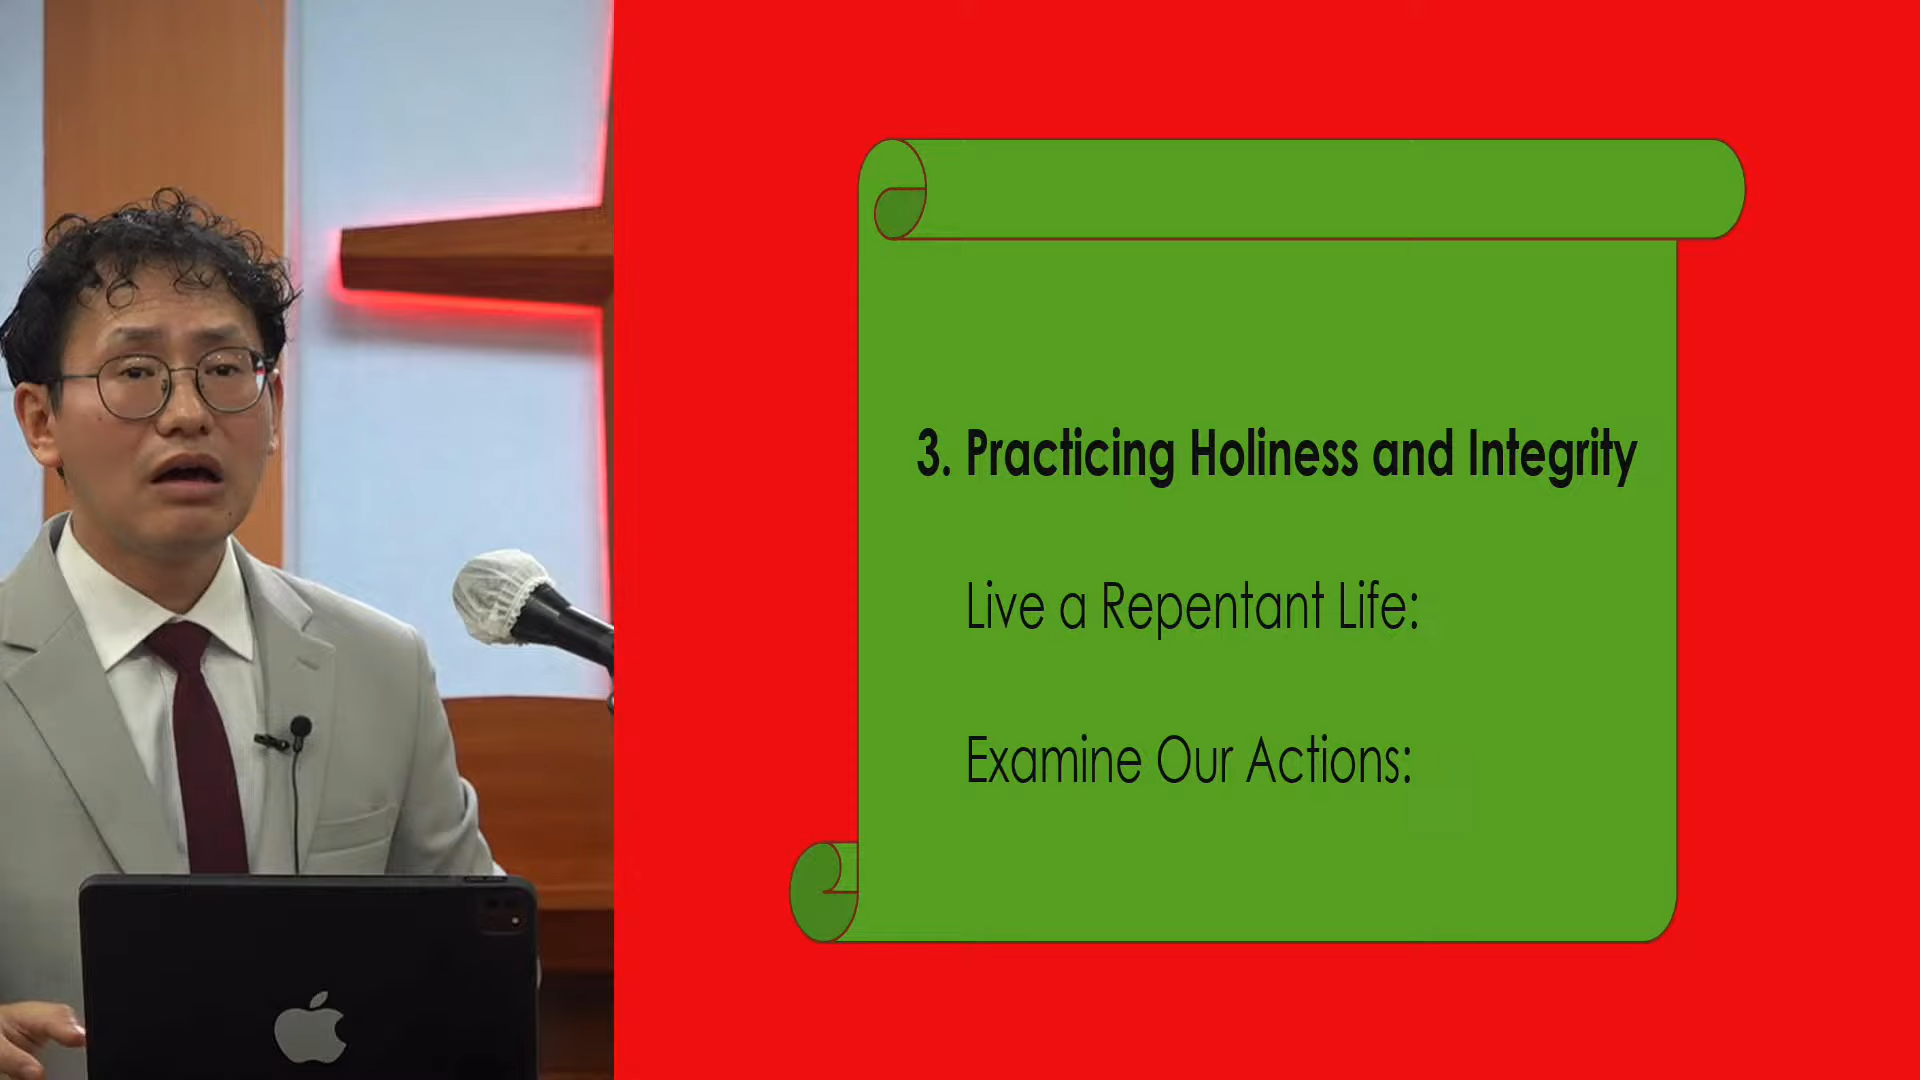 3. Practicing Holiness and Integrity
Live a Repentant Life:
Examine Our Actions: